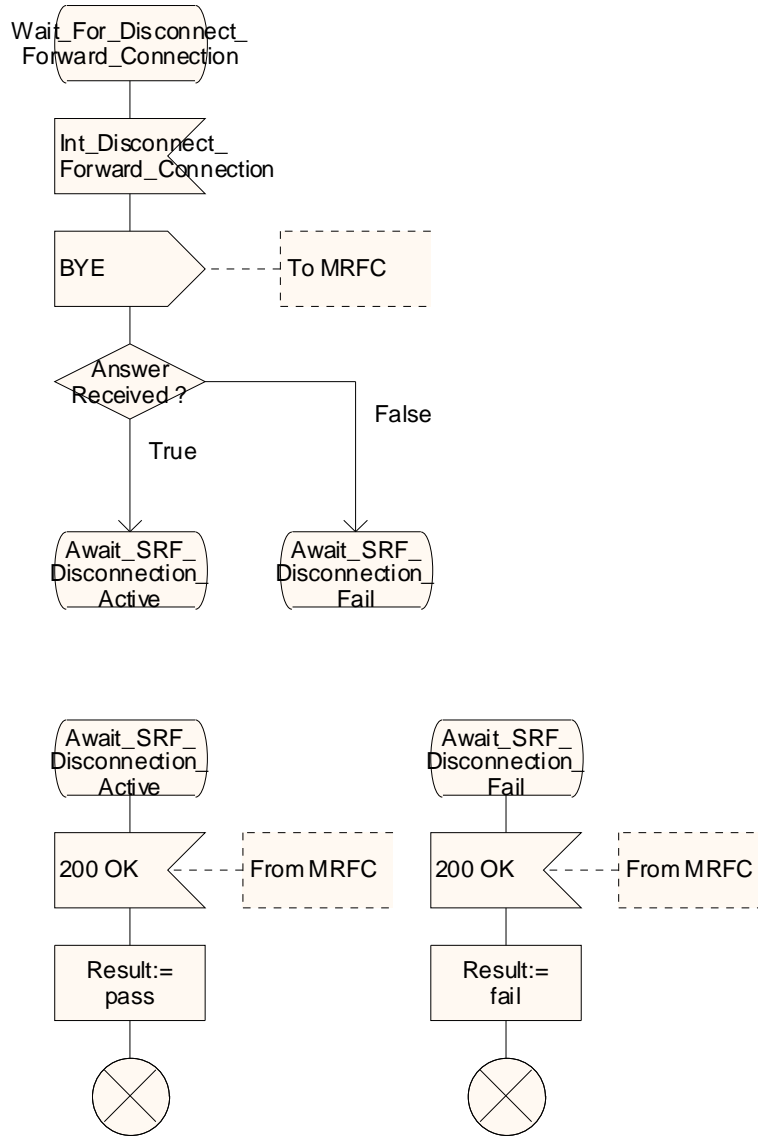 Wait_For_Disconnect_
Forward_Connection
Int_Disconnect_
Forward_Connection
BYE
To MRFC
Answer
Received ?
False
True
Await_SRF_
Disconnection_
Active
Await_SRF_
Disconnection_
Fail
Await_SRF_
Disconnection_
Active
Await_SRF_
Disconnection_
Fail
200 OK
From MRFC
200 OK
From MRFC
Result:=
pass
Result:=
fail